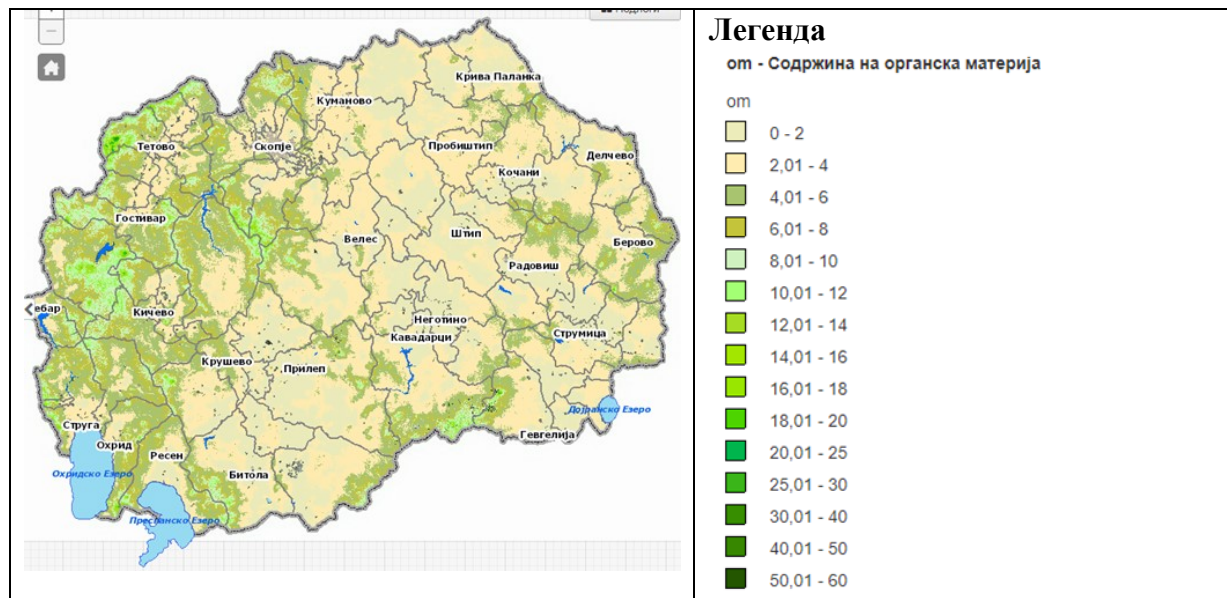 Легенда
om - Содржина на органска материја
om
0 - 2
2,01 - 4
4,01 - 6
6,01 - 8
8,01 - 10
10,01 - 12
12,01 - 14
14,01 - 16
16,01 - 18
18,01 - 20
20,01 - 25
25,01 - 30
30,01 - 40
40,01 - 50
50,01 - 60
Крива Паланка
Куманово
Тетово
Скопје
Пробиштип
Делчево
Кочани
Гостивар
Велес
Штип
Берово
Радовиш
ебар
Кичево
Неготино
Кавадарци
Струмица
Крушево
Прилеп
Дојранско Езеро
Струга
Охрид
Гевгелија
Ресен
Охридско Езеро
Битола
Преспанско Езеро